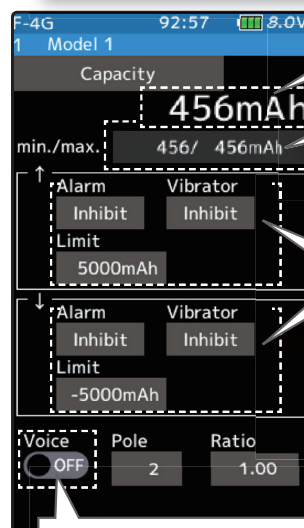 F-4G 92:57 8.0V
1 Model 1
Capacity
456mAh
min./max. 456/ 456mAh
↑ Alarm Vibrator
Inhibit Inhibit
Limit
5000mAh
↓ Alarm Vibrator
Inhibit Inhibit
Limit
-5000mAh
Voice Pole Ratio
OFF 2 1.00